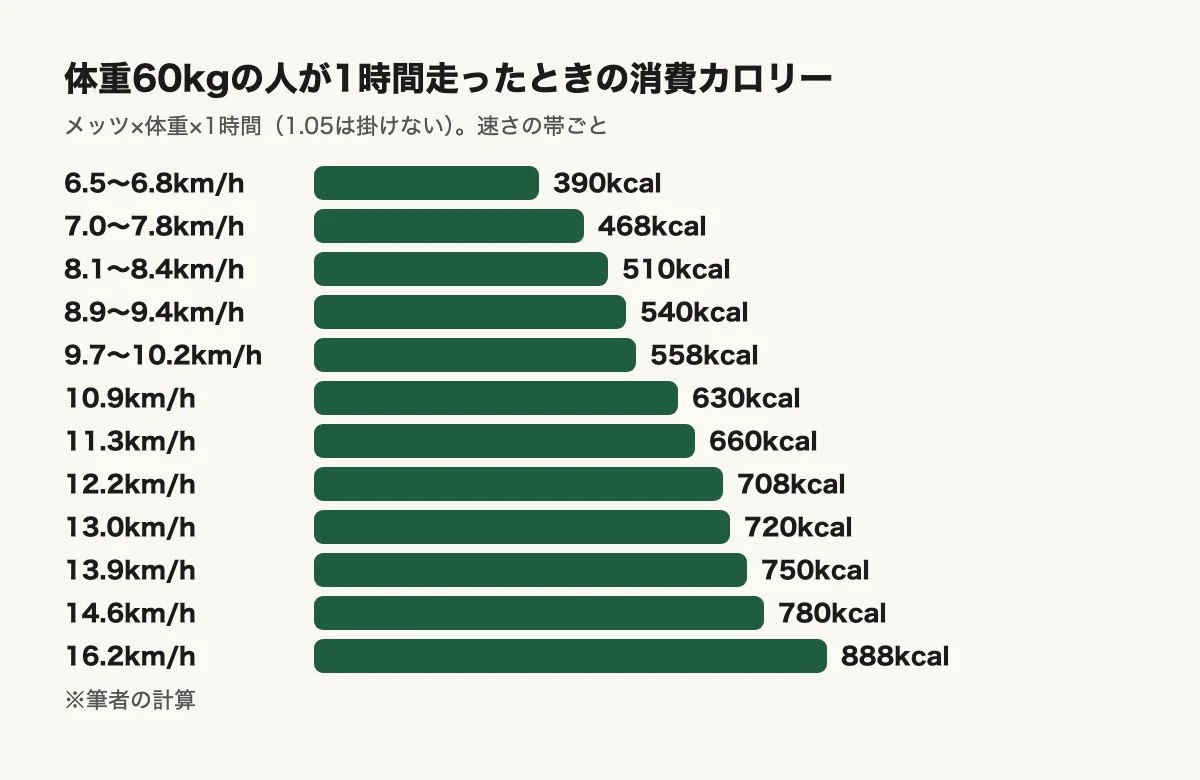 体重60kgの人が1時間走ったときの消費カロリー
メッツ×体重×1時間（1.05は掛けない）。速さの帯ごと
6.5〜6.8km/h 390kcal
7.0〜7.8km/h 468kcal
8.1〜8.4km/h 510kcal
8.9〜9.4km/h 540kcal
9.7〜10.2km/h 558kcal
10.9km/h 630kcal
11.3km/h 660kcal
12.2km/h 708kcal
13.0km/h 720kcal
13.9km/h 750kcal
14.6km/h 780kcal
16.2km/h 888kcal
※筆者の計算